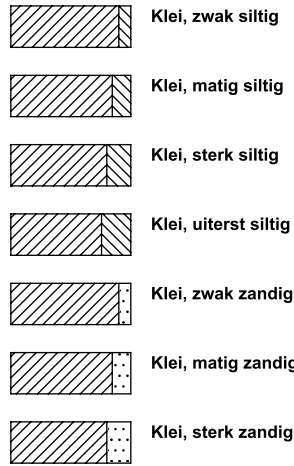 Klei, zwak siltig
Klei, matig siltig
Klei, sterk siltig
Klei, uiterst siltig
Klei, zwak zandig
Klei, matig zandig
Klei, sterk zandig